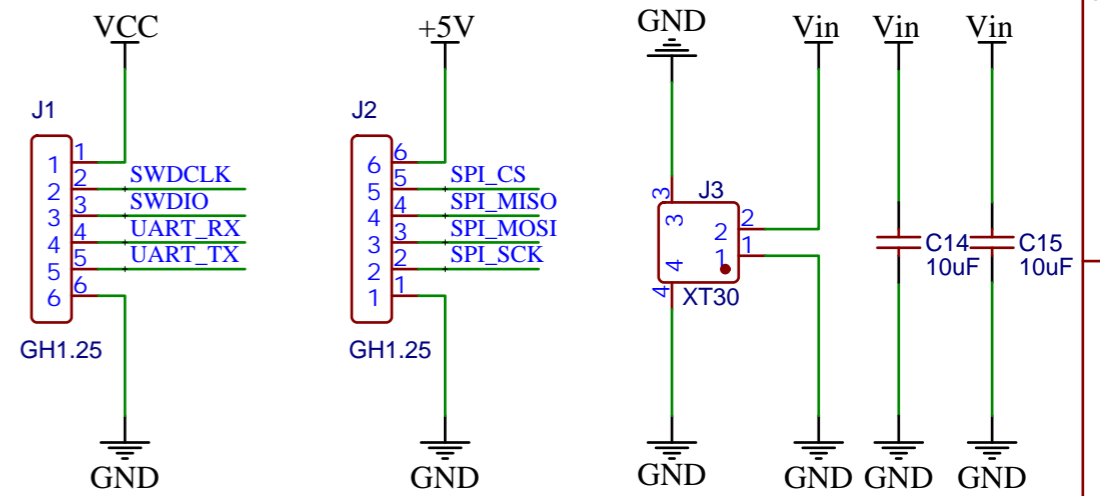 VCC
+5V
GND
Vin
Vin
Vin
J1
J2
1 1
2 2 SWDCLK
3 3 SWDIO
4 4 UART_RX
5 5 UART_TX
6 6
GH1.25
6 6
5 5 SPI_CS
4 4 SPI_MISO
3 3 SPI_MOSI
2 2 SPI_SCK
1 1
GH1.25
J3
3 3
2 2
1 1
4 4
XT30
C14
10uF
C15
10uF
GND
GND
GND
GND
GND
GND